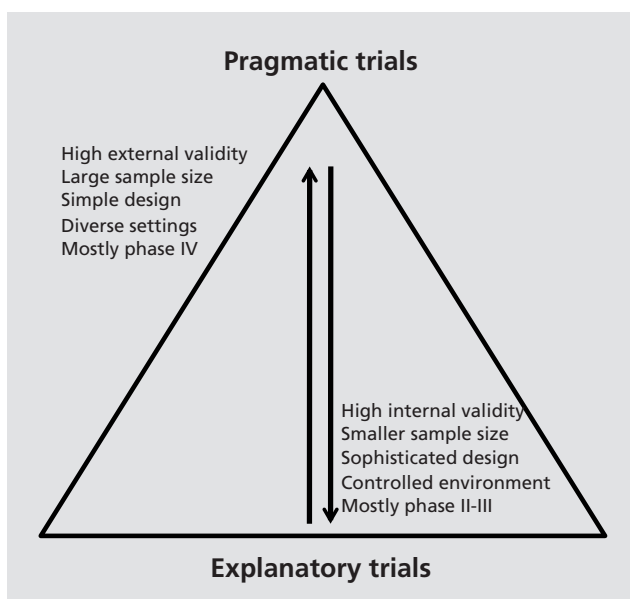 Pragmatic trials
High external validity
Large sample size
Simple design
Diverse settings
Mostly phase IV
High internal validity
Smaller sample size
Sophisticated design
Controlled environment
Mostly phase II-III
Explanatory trials